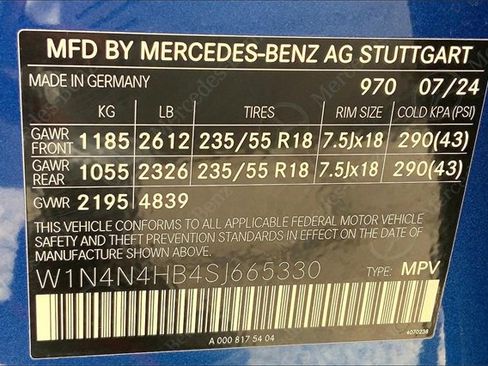 MFD BY MERCEDES-BENZ AG STUTTGART
MADE IN GERMANY 970 07/24
KG LB TIRES RIM SIZE COLD KPA (PSI)
GAWR FRONT 1185 2612 235/55 R18 7.5Jx18 290(43)
GAWR REAR 1055 2326 235/55 R18 7.5Jx18 290(43)
GVWR 2195 4839
THIS VEHICLE CONFORMS TO ALL APPLICABLE FEDERAL MOTOR VEHICLE
SAFETY AND THEFT PREVENTION STANDARDS IN EFFECT ON THE DATE OF
MANUFACTURE SHOWN ABOVE.
W1N4N4HB4SJ665330 TYPE: MPV
A 000 817 54 04
4070238